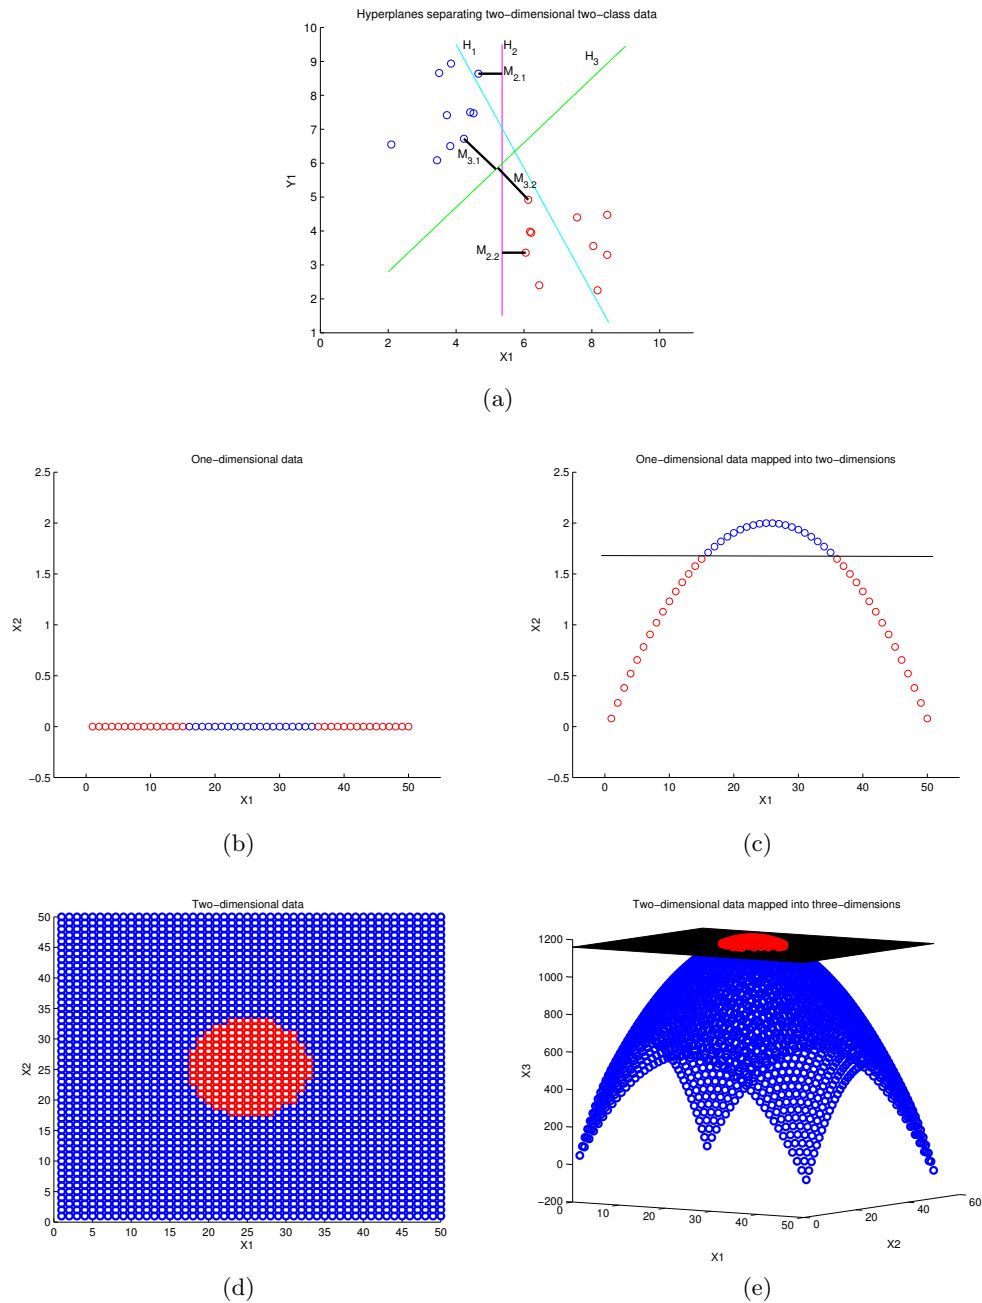 Hyperplanes separating two-dimensional two-class data
10
9
8
7
6
5
4
3
2
1
Y1
H1
H2
H3
M2.1
M3.1
M3.2
M2.2
0 2 4 6 8 10
X1
(a)
One-dimensional data
2.5
2
1.5
1
0.5
0
-0.5
X2
0 10 20 30 40 50
X1
(b)
One-dimensional data mapped into two-dimensions
2.5
2
1.5
1
0.5
0
-0.5
X2
0 10 20 30 40 50
X1
(c)
Two-dimensional data
50
45
40
35
30
25
20
15
10
5
0
X2
0 5 10 15 20 25 30 35 40 45 50
X1
(d)
Two-dimensional data mapped into three-dimensions
1200
1000
800
600
400
200
0
-200
X3
0 10 20 30 40 50
X1
0 20 40 60
X2
(e)